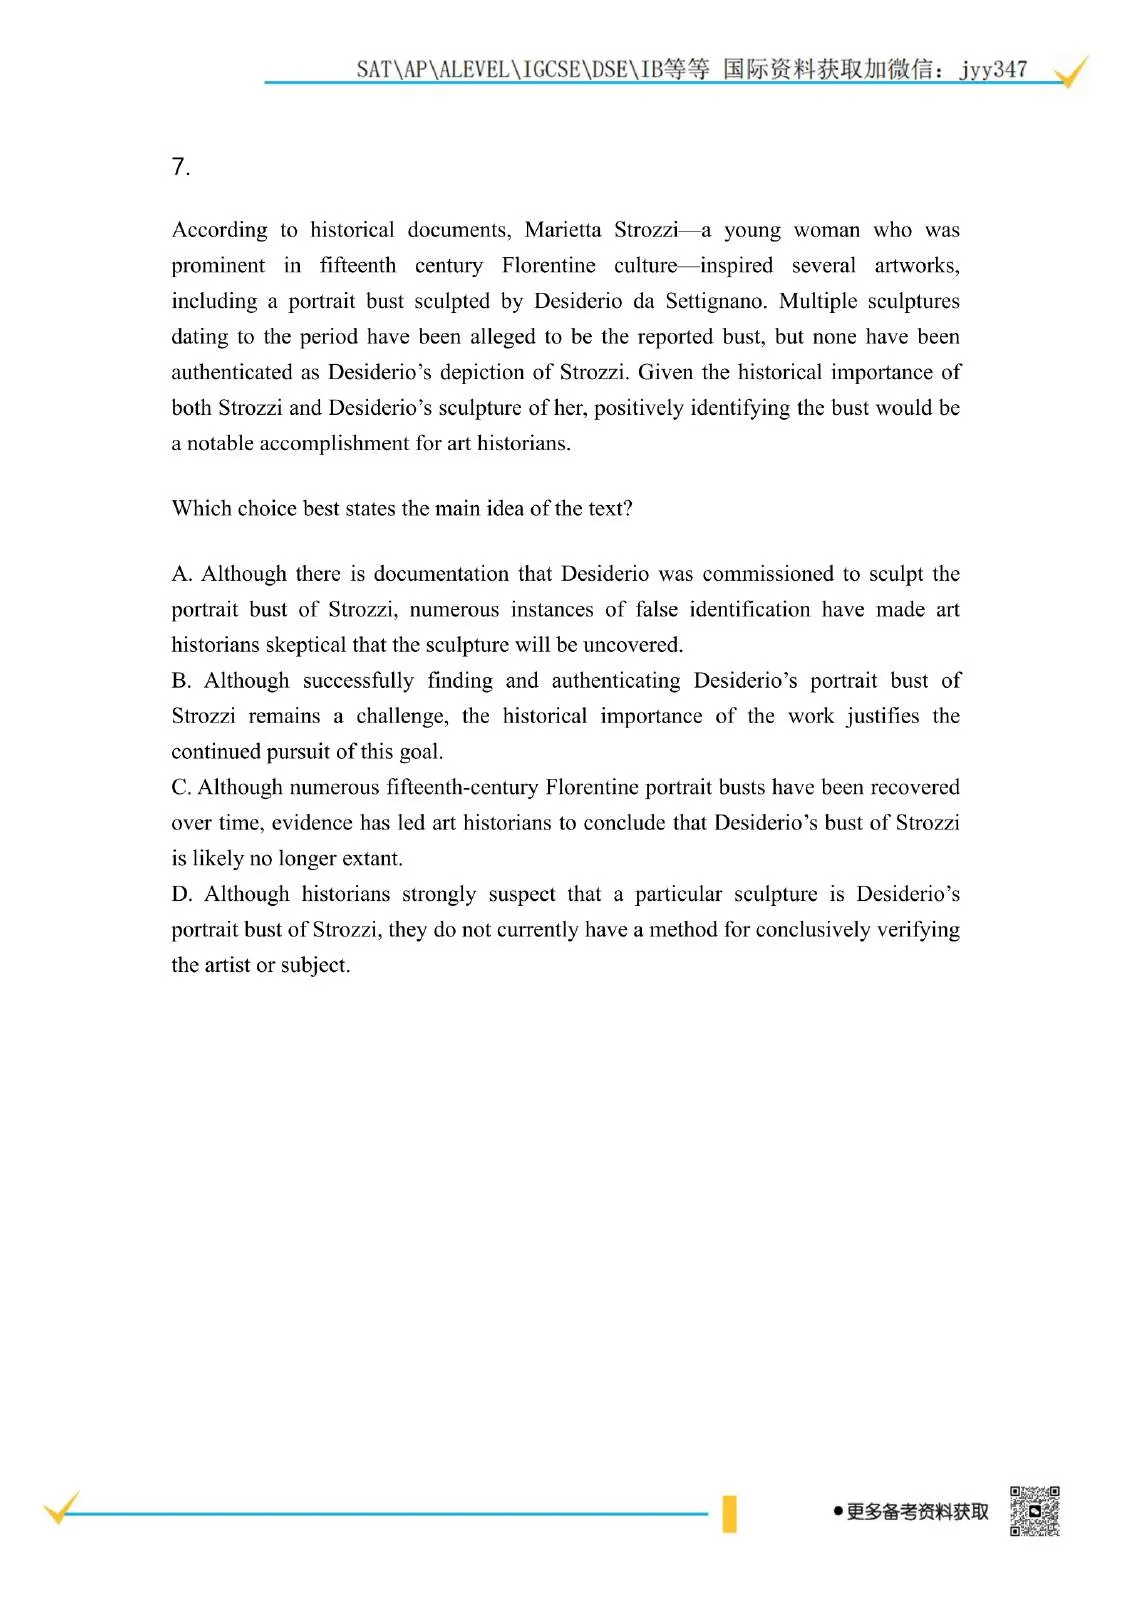 SAT\AP\ALEVEL\IGCSE\DSE\IB等等 国际资料获取加微信：jyy347
7.
According to historical documents, Marietta Strozzi—a young woman who was
prominent in fifteenth century Florentine culture—inspired several artworks,
including a portrait bust sculpted by Desiderio da Settignano. Multiple sculptures
dating to the period have been alleged to be the reported bust, but none have been
authenticated as Desiderio’s depiction of Strozzi. Given the historical importance of
both Strozzi and Desiderio’s sculpture of her, positively identifying the bust would be
a notable accomplishment for art historians.
Which choice best states the main idea of the text?
A. Although there is documentation that Desiderio was commissioned to sculpt the
portrait bust of Strozzi, numerous instances of false identification have made art
historians skeptical that the sculpture will be uncovered.
B. Although successfully finding and authenticating Desiderio’s portrait bust of
Strozzi remains a challenge, the historical importance of the work justifies the
continued pursuit of this goal.
C. Although numerous fifteenth-century Florentine portrait busts have been recovered
over time, evidence has led art historians to conclude that Desiderio’s bust of Strozzi
is likely no longer extant.
D. Although historians strongly suspect that a particular sculpture is Desiderio’s
portrait bust of Strozzi, they do not currently have a method for conclusively verifying
the artist or subject.
●更多备考资料获取